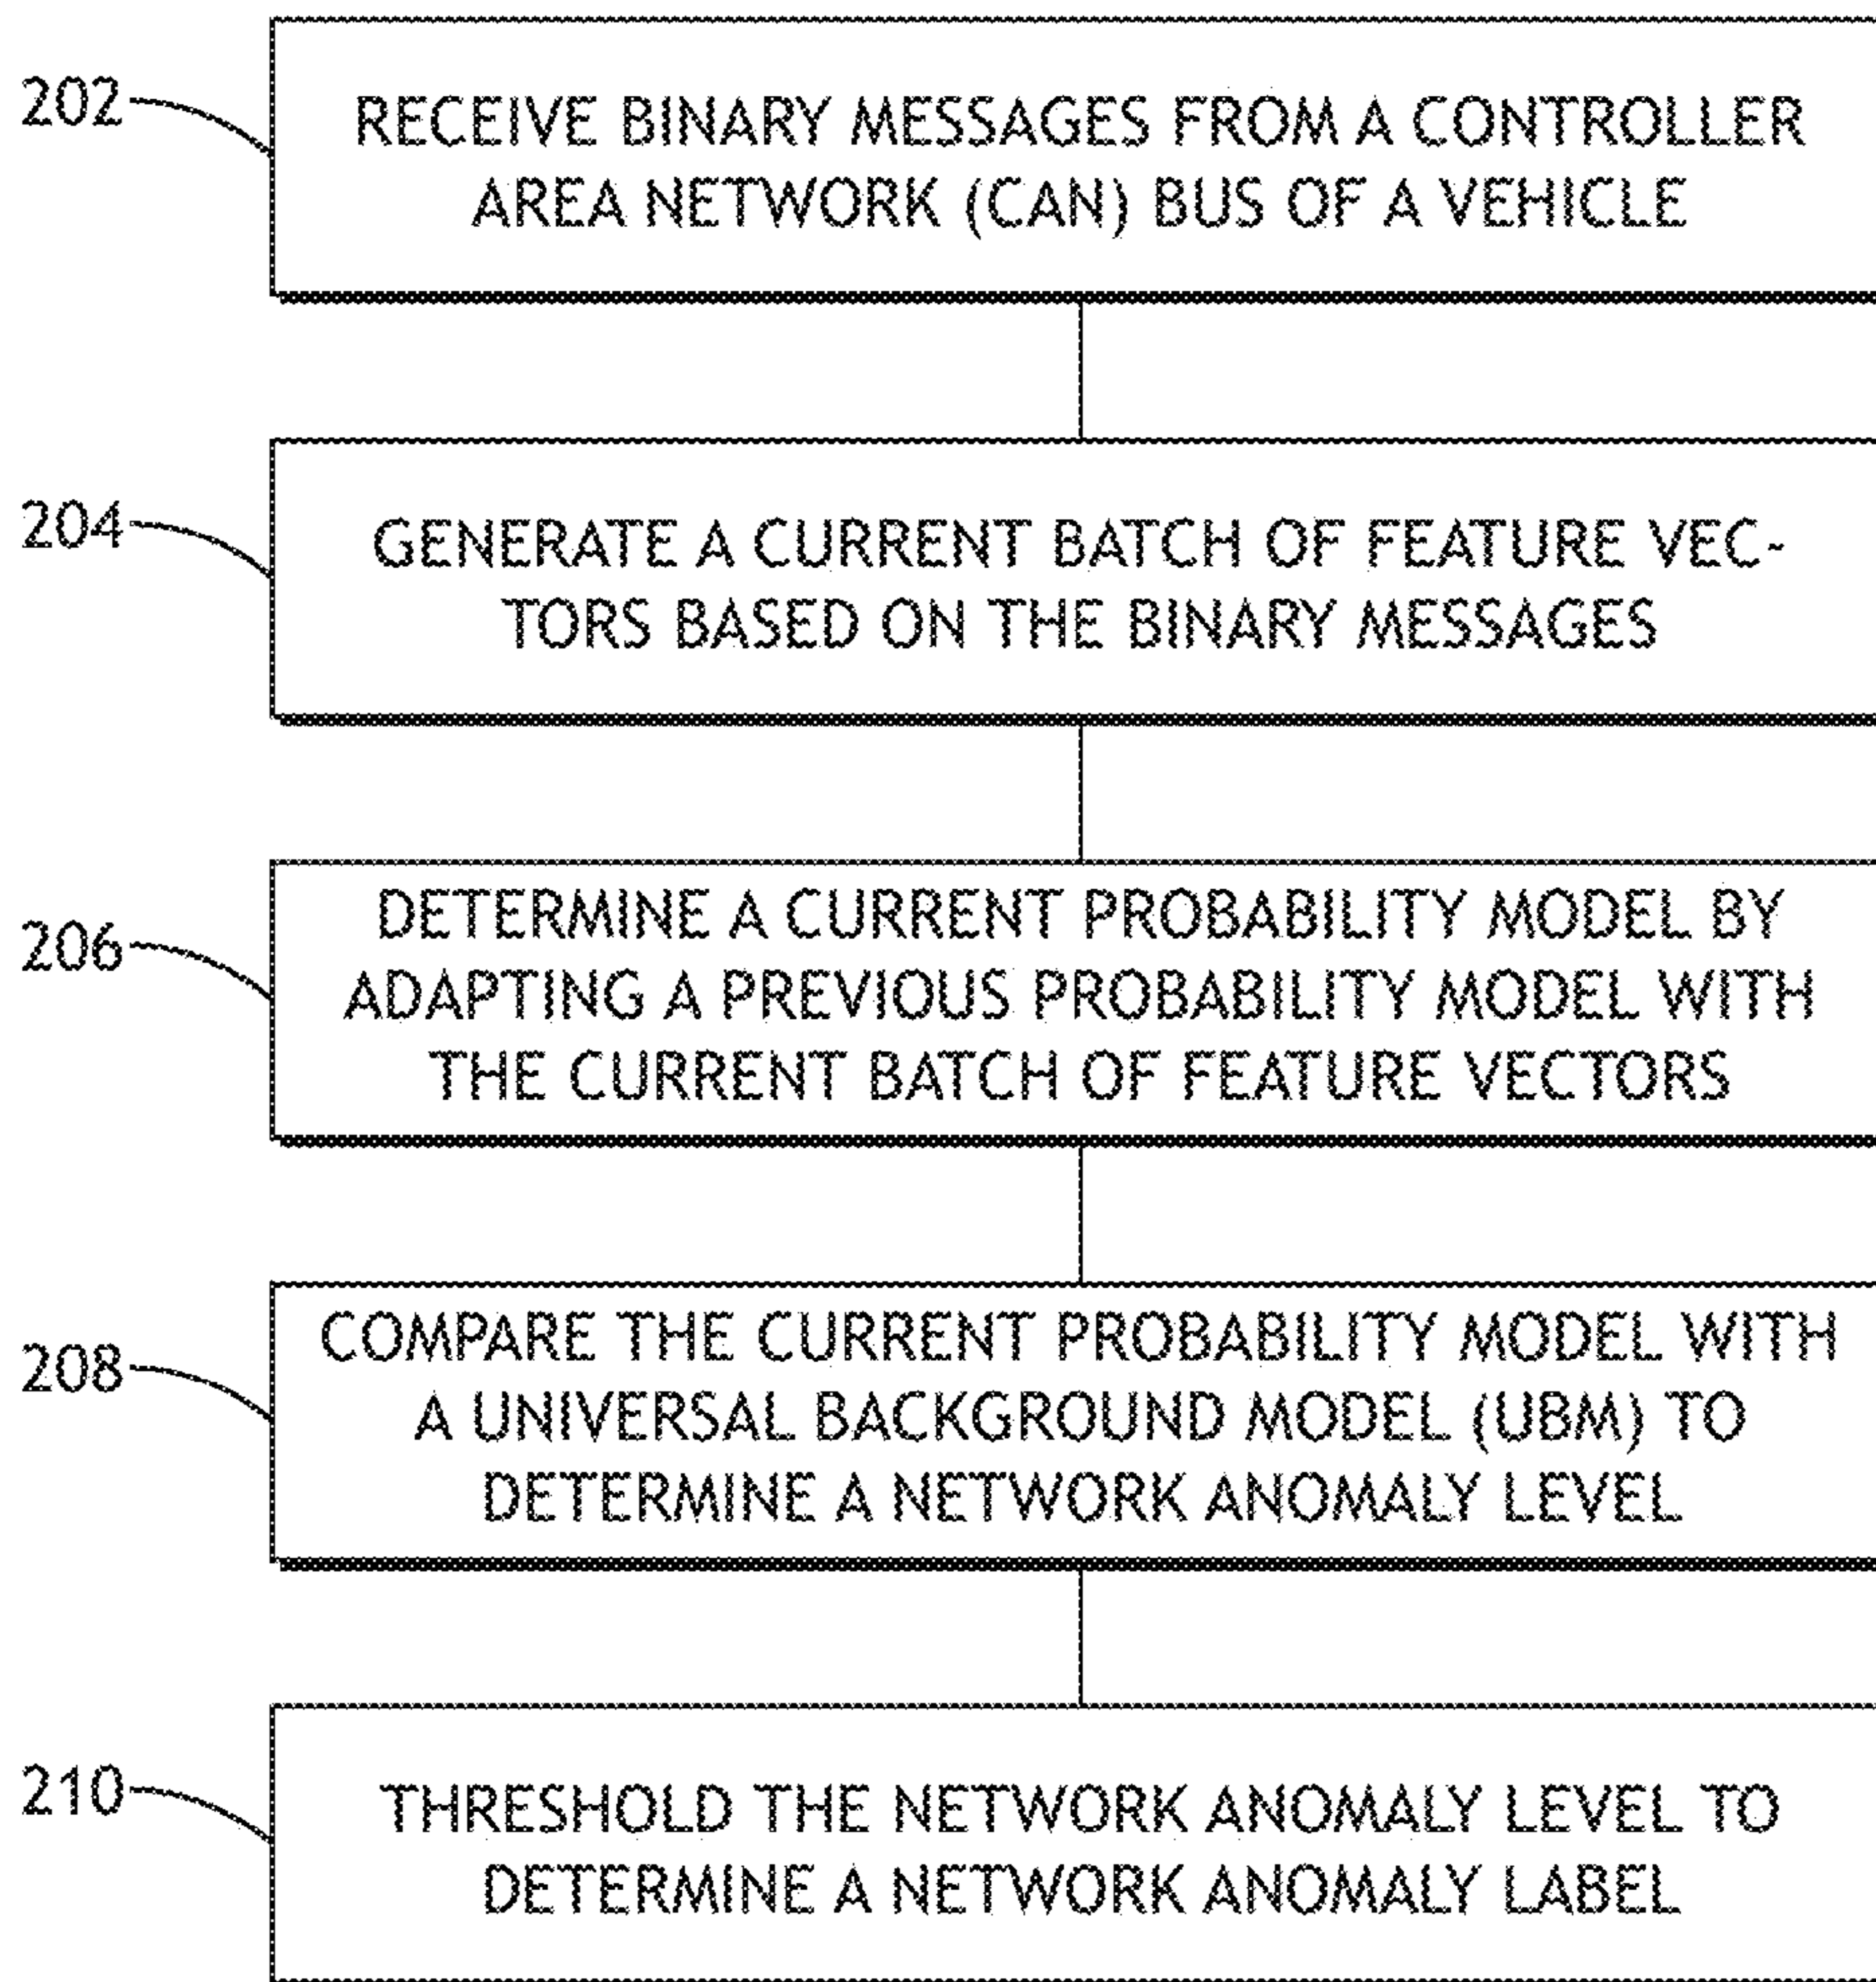 202
RECEIVE BINARY MESSAGES FROM A CONTROLLER
AREA NETWORK (CAN) BUS OF A VEHICLE
204
GENERATE A CURRENT BATCH OF FEATURE VEC-
TORS BASED ON THE BINARY MESSAGES
206
DETERMINE A CURRENT PROBABILITY MODEL BY
ADAPTING A PREVIOUS PROBABILITY MODEL WITH
THE CURRENT BATCH OF FEATURE VECTORS
208
COMPARE THE CURRENT PROBABILITY MODEL WITH
A UNIVERSAL BACKGROUND MODEL (UBM) TO
DETERMINE A NETWORK ANOMALY LEVEL
210
THRESHOLD THE NETWORK ANOMALY LEVEL TO
DETERMINE A NETWORK ANOMALY LABEL